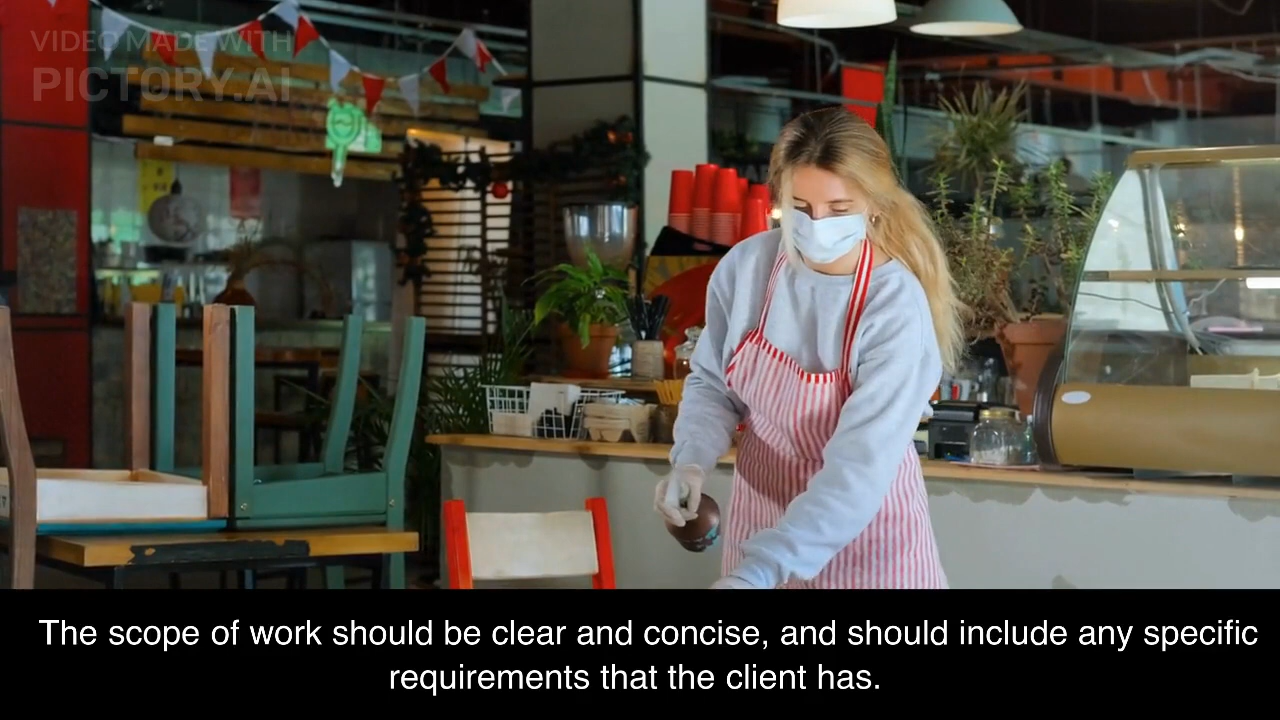 VIDEO MADE WITH
PICTORY.AI
The scope of work should be clear and concise, and should include any specific
requirements that the client has.